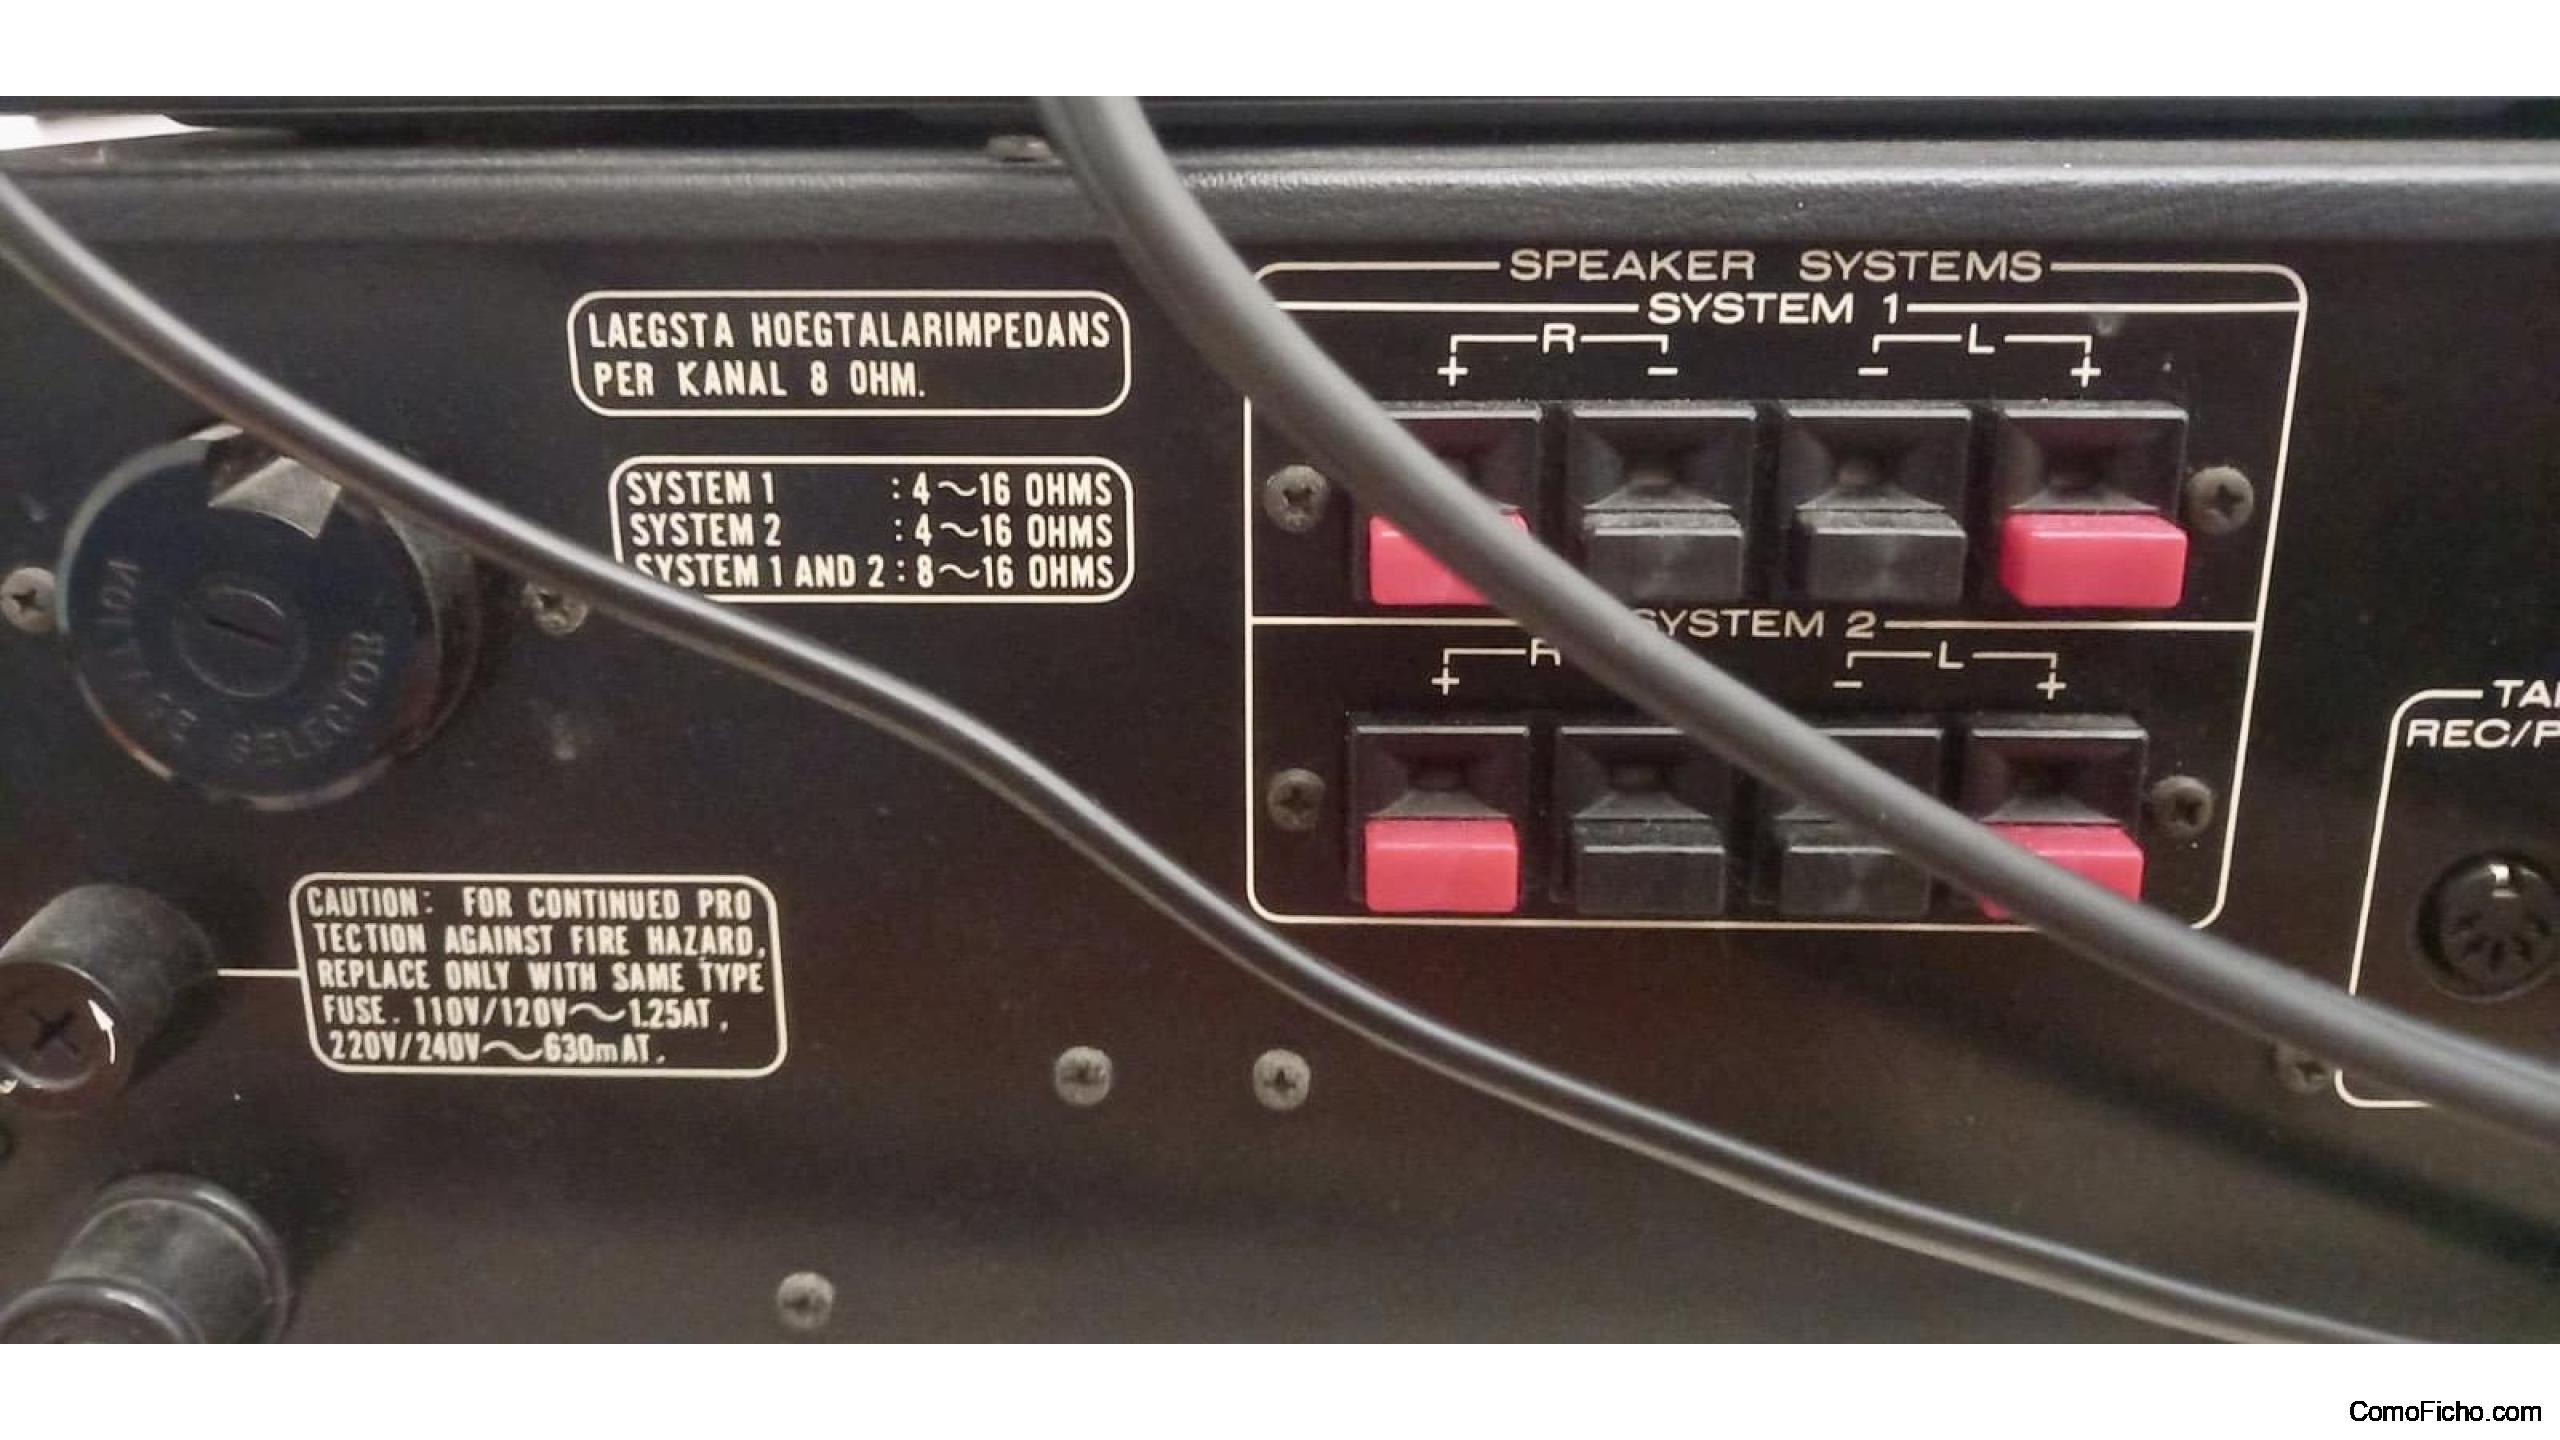 LAEGSTA HOEGTALARIMPEDANS
PER KANAL 8 OHM.
SYSTEM 1 : 4~16 OHMS
SYSTEM 2 : 4~16 OHMS
SYSTEM 1 AND 2 : 8~16 OHMS
SPEAKER SYSTEMS
SYSTEM 1
R L
+ - - +
SYSTEM 2
R L
+ - +
VOLTAGE SELECTOR
CAUTION: FOR CONTINUED PRO
TECTION AGAINST FIRE HAZARD,
REPLACE ONLY WITH SAME TYPE
FUSE. 110V/120V~1.25AT,
220V/240V~630mAT.
REC/P
ComoFicho.com